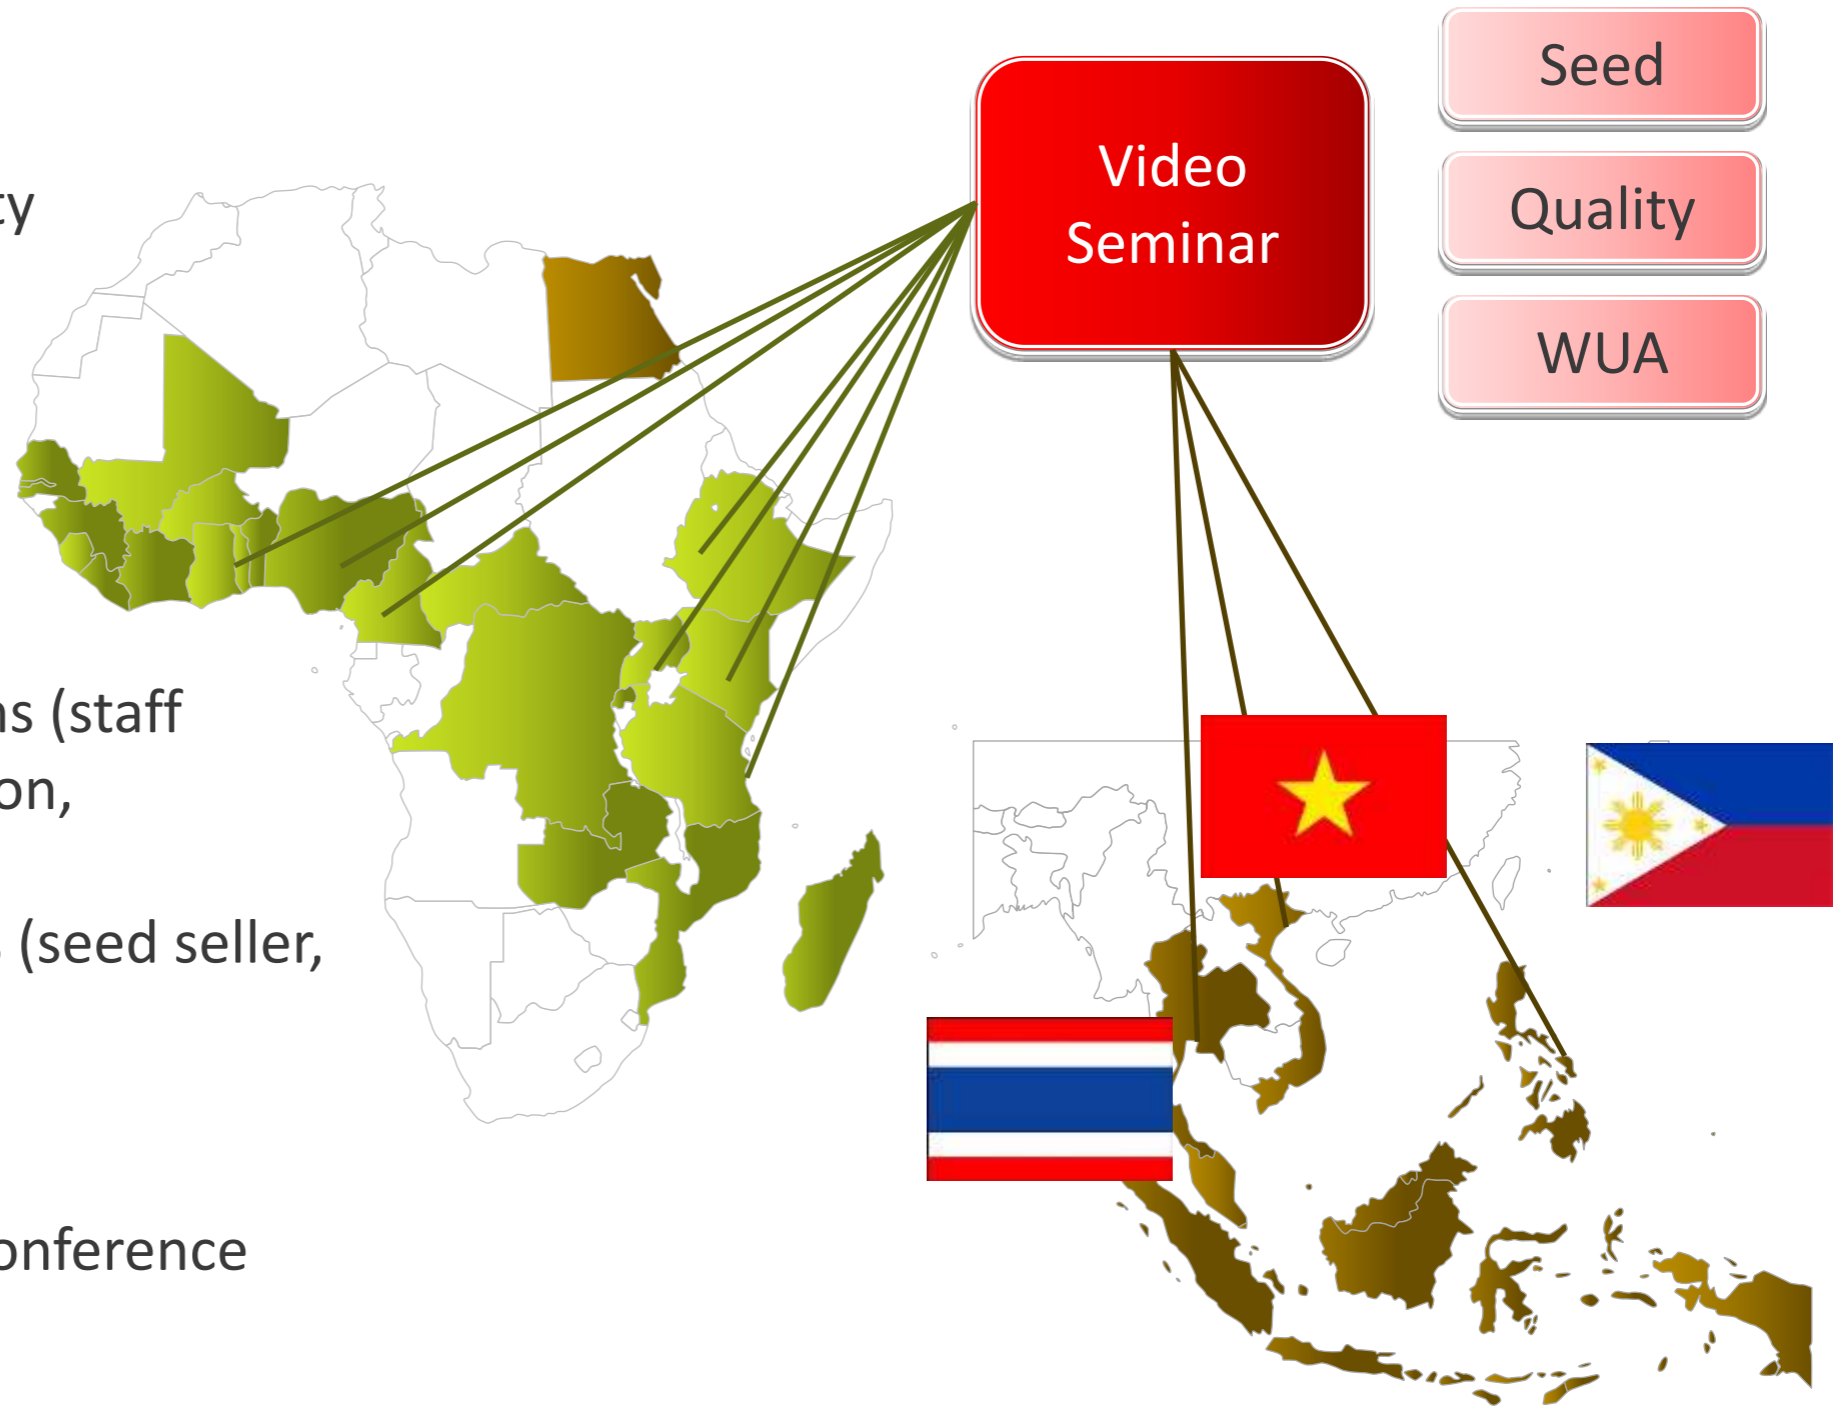 ty
ns (staff
on,
s (seed seller,
onference
Video
Seminar
Seed
Quality
WUA